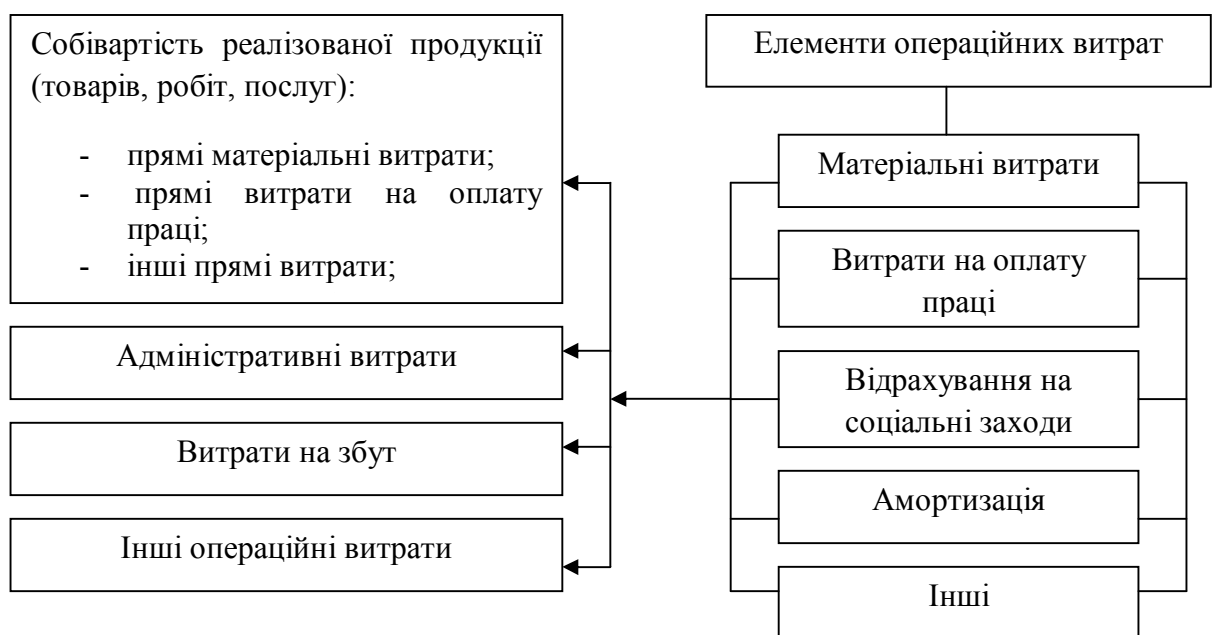 Собівартість реалізованої продукції
(товарів, робіт, послуг):
- прямі матеріальні витрати;
- прямі витрати на оплату
праці;
- інші прямі витрати;
Адміністративні витрати
Витрати на збут
Інші операційні витрати
Елементи операційних витрат
Матеріальні витрати
Витрати на оплату
праці
Відрахування на
соціальні заходи
Амортизація
Інші